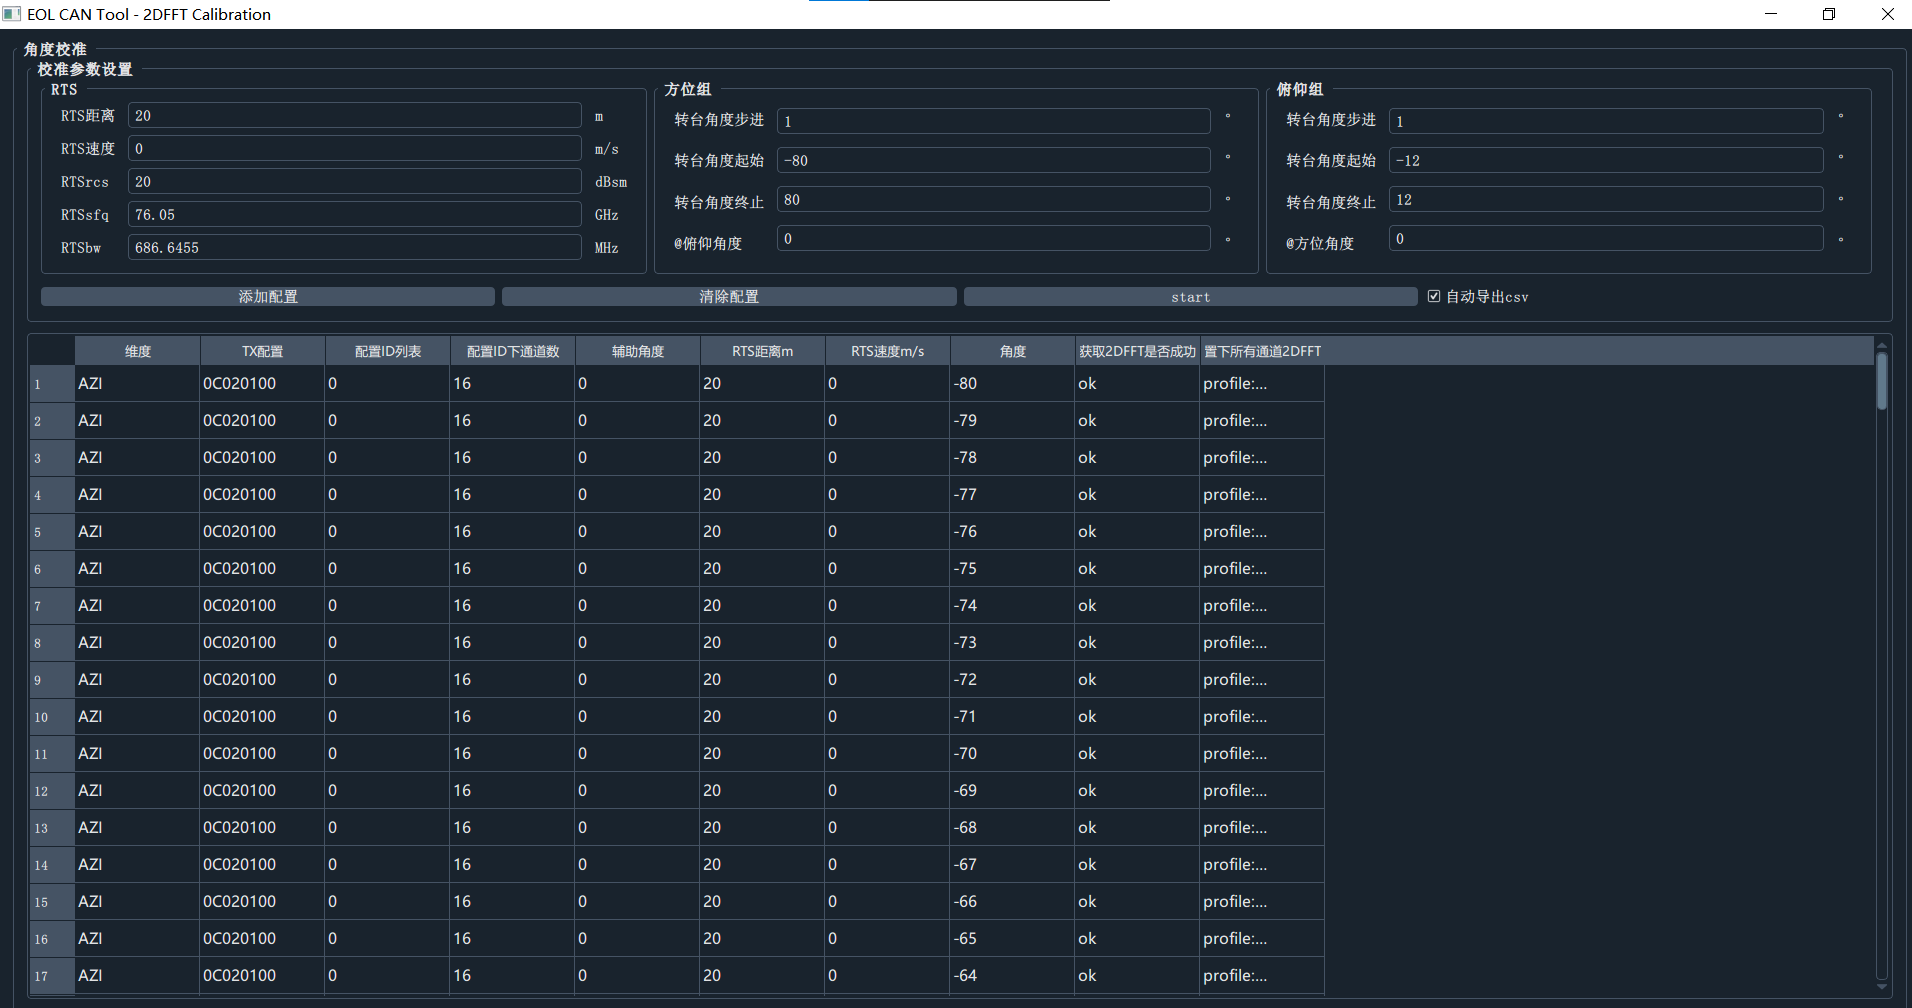 EOL CAN Tool - 2DFFT Calibration
角度校准
校准参数设置
RTS
RTS距离 20 m
RTS速度 0 m/s
RTSrcs 20 dBsm
RTSsfq 76.05 GHz
RTSbw 686.6455 MHz
方位组
转台角度步进 1 °
转台角度起始 -80 °
转台角度终止 80 °
@俯仰角度 0 °
俯仰组
转台角度步进 1 °
转台角度起始 -12 °
转台角度终止 12 °
@方位角度 0 °
添加配置 清除配置 start 自动导出csv
维度 TX配置 配置ID列表 配置ID下通道数 辅助角度 RTS距离m RTS速度m/s 角度 获取2DFFT是否成功 置下所有通道2DFFT
1 AZI 0C020100 0 16 0 20 0 -80 ok profile:...
2 AZI 0C020100 0 16 0 20 0 -79 ok profile:...
3 AZI 0C020100 0 16 0 20 0 -78 ok profile:...
4 AZI 0C020100 0 16 0 20 0 -77 ok profile:...
5 AZI 0C020100 0 16 0 20 0 -76 ok profile:...
6 AZI 0C020100 0 16 0 20 0 -75 ok profile:...
7 AZI 0C020100 0 16 0 20 0 -74 ok profile:...
8 AZI 0C020100 0 16 0 20 0 -73 ok profile:...
9 AZI 0C020100 0 16 0 20 0 -72 ok profile:...
10 AZI 0C020100 0 16 0 20 0 -71 ok profile:...
11 AZI 0C020100 0 16 0 20 0 -70 ok profile:...
12 AZI 0C020100 0 16 0 20 0 -69 ok profile:...
13 AZI 0C020100 0 16 0 20 0 -68 ok profile:...
14 AZI 0C020100 0 16 0 20 0 -67 ok profile:...
15 AZI 0C020100 0 16 0 20 0 -66 ok profile:...
16 AZI 0C020100 0 16 0 20 0 -65 ok profile:...
17 AZI 0C020100 0 16 0 20 0 -64 ok profile:...